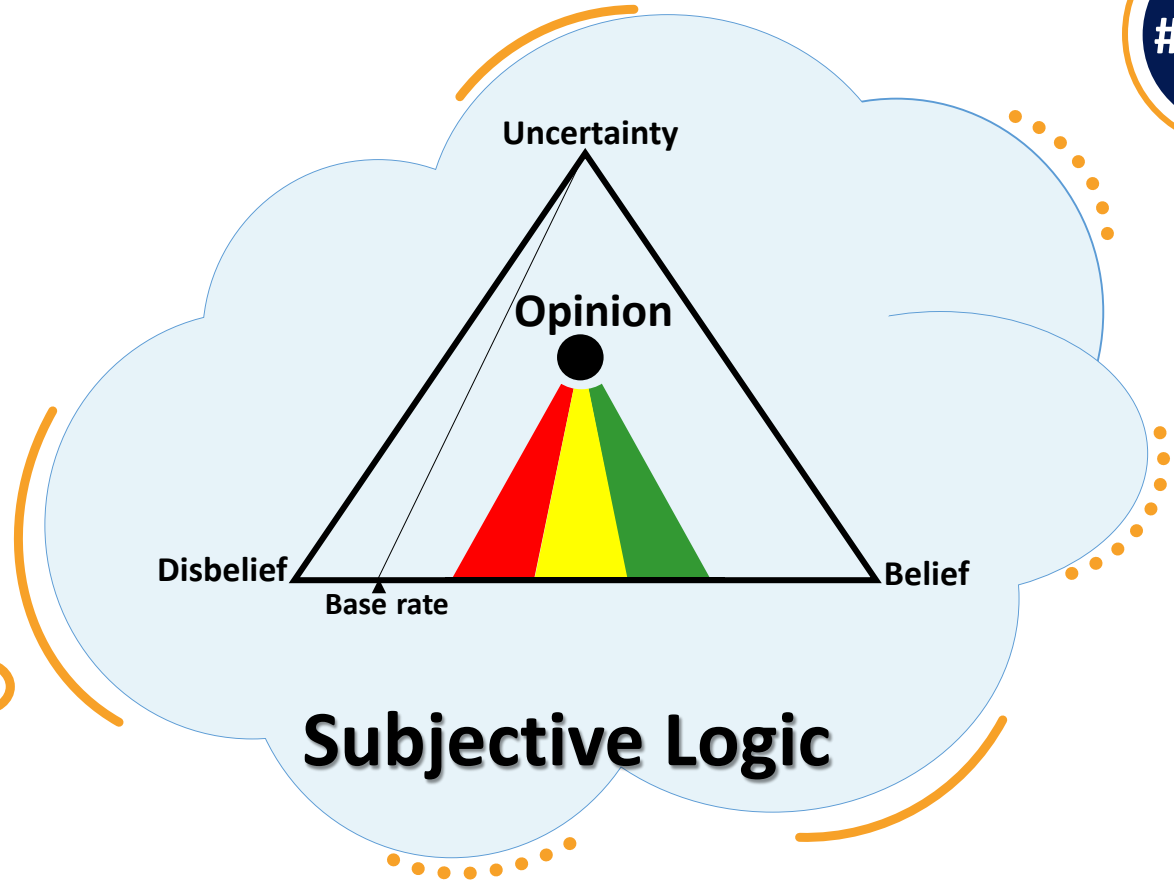 #
Uncertainty
Opinion
Disbelief
Belief
Base rate
Subjective Logic